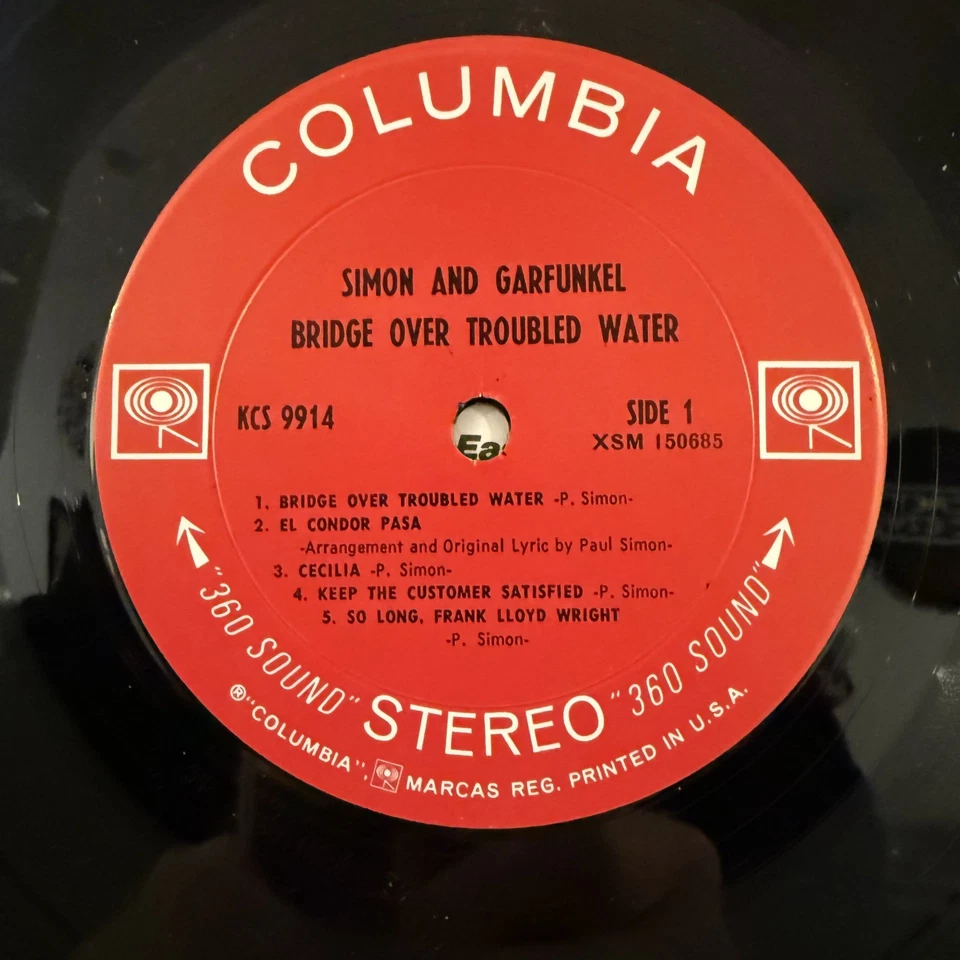 COLUMBIA
SIMON AND GARFUNKEL
BRIDGE OVER TROUBLED WATER
KCS 9914
SIDE 1
XSM 150685
Ea
1. BRIDGE OVER TROUBLED WATER -P. Simon-
2. EL CONDOR PASA
-Arrangement and Original Lyric by Paul Simon-
3. CECILIA -P. Simon-
4. KEEP THE CUSTOMER SATISFIED -P. Simon-
5. SO LONG, FRANK LLOYD WRIGHT
-P. Simon-
"360 SOUND" STEREO "360 SOUND"
®"COLUMBIA", MARCAS REG. PRINTED IN U.S.A.